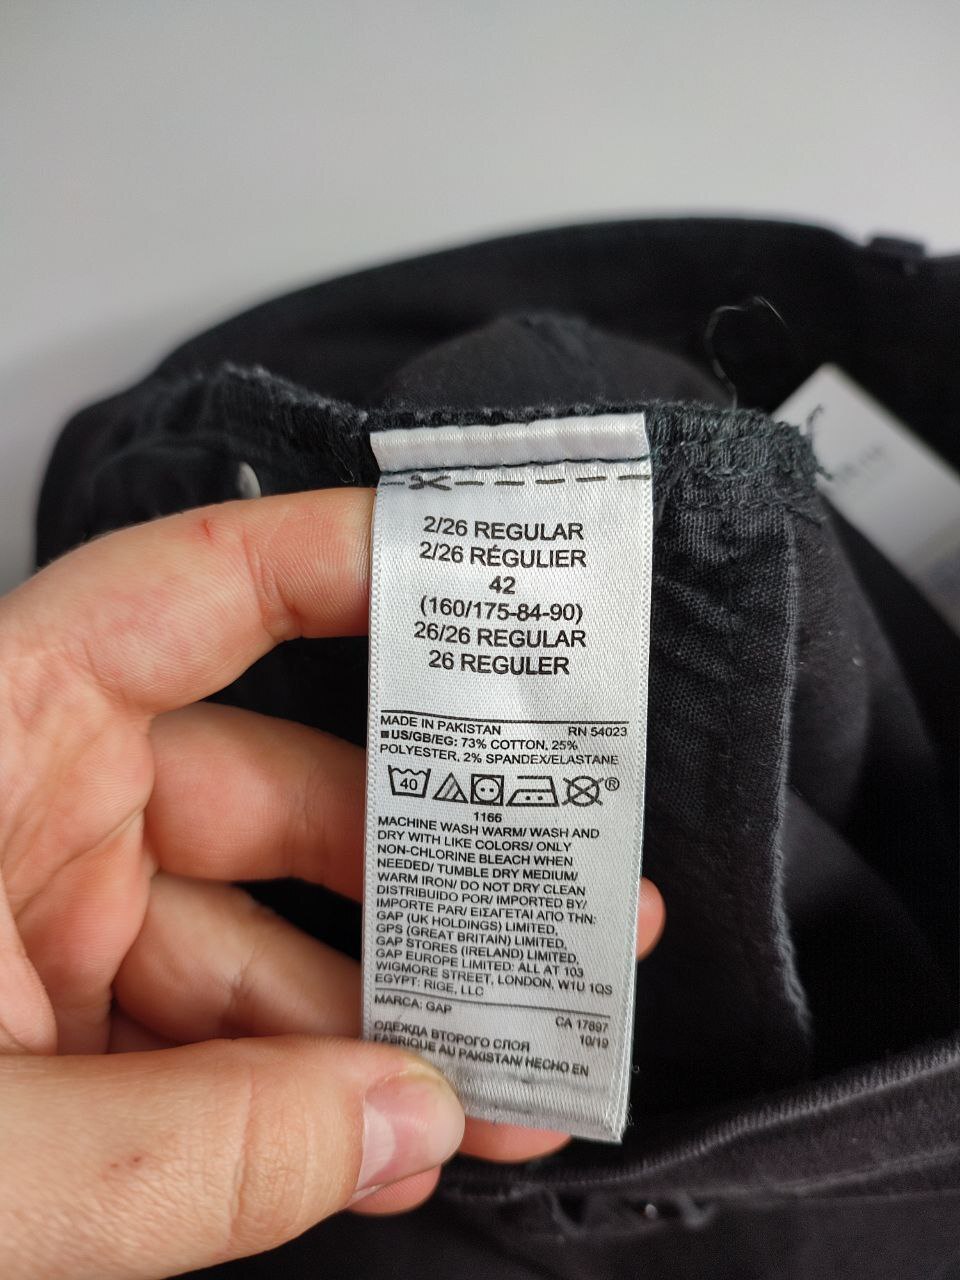 2/26 REGULAR
2/26 RÉGULIER
42
(160/175-84-90)
26/26 REGULAR
26 REGULER
MADE IN PAKISTAN RN 54023
US/GB/EG: 73% COTTON, 25%
POLYESTER, 2% SPANDEX/ELASTANE
40 ®
1166
MACHINE WASH WARM/ WASH AND
DRY WITH LIKE COLORS/ ONLY
NON-CHLORINE BLEACH WHEN
NEEDED/ TUMBLE DRY MEDIUM/
WARM IRON/ DO NOT DRY CLEAN
DISTRIBUIDO POR/ IMPORTED BY/
IMPORTE PAR/ ΕΙΣΑΓΕΤΑΙ ΑΠΟ ΤΗΝ:
GAP (UK HOLDINGS) LIMITED,
GPS (GREAT BRITAIN) LIMITED,
GAP STORES (IRELAND) LIMITED,
GAP EUROPE LIMITED: ALL AT 103
WIGMORE STREET, LONDON, W1U 1QS
EGYPT: RIGE, LLC
MARCA: GAP CA 17897
10/19
ОДЕЖДА ВТОРОГО СЛОЯ
FABRIQUE AU PAKISTAN/ HECHO EN